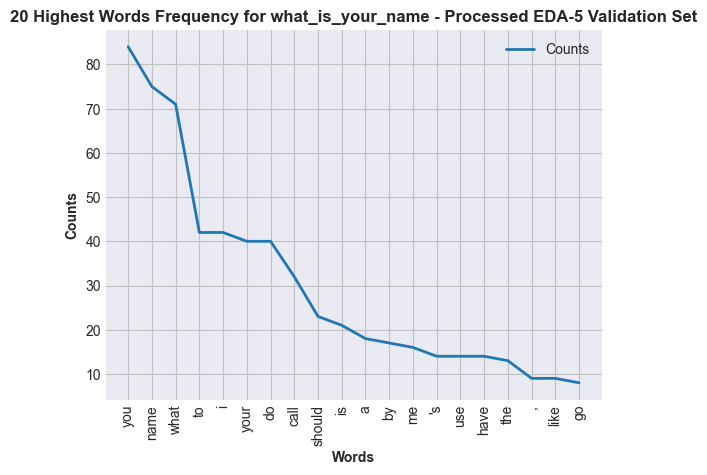 20 Highest Words Frequency for what_is_your_name - Processed EDA-5 Validation Set
Counts
Counts
80
70
60
50
40
30
20
10
you
name
what
to
i
your
do
call
should
is
a
by
me
's
use
have
the
,
like
go
Words